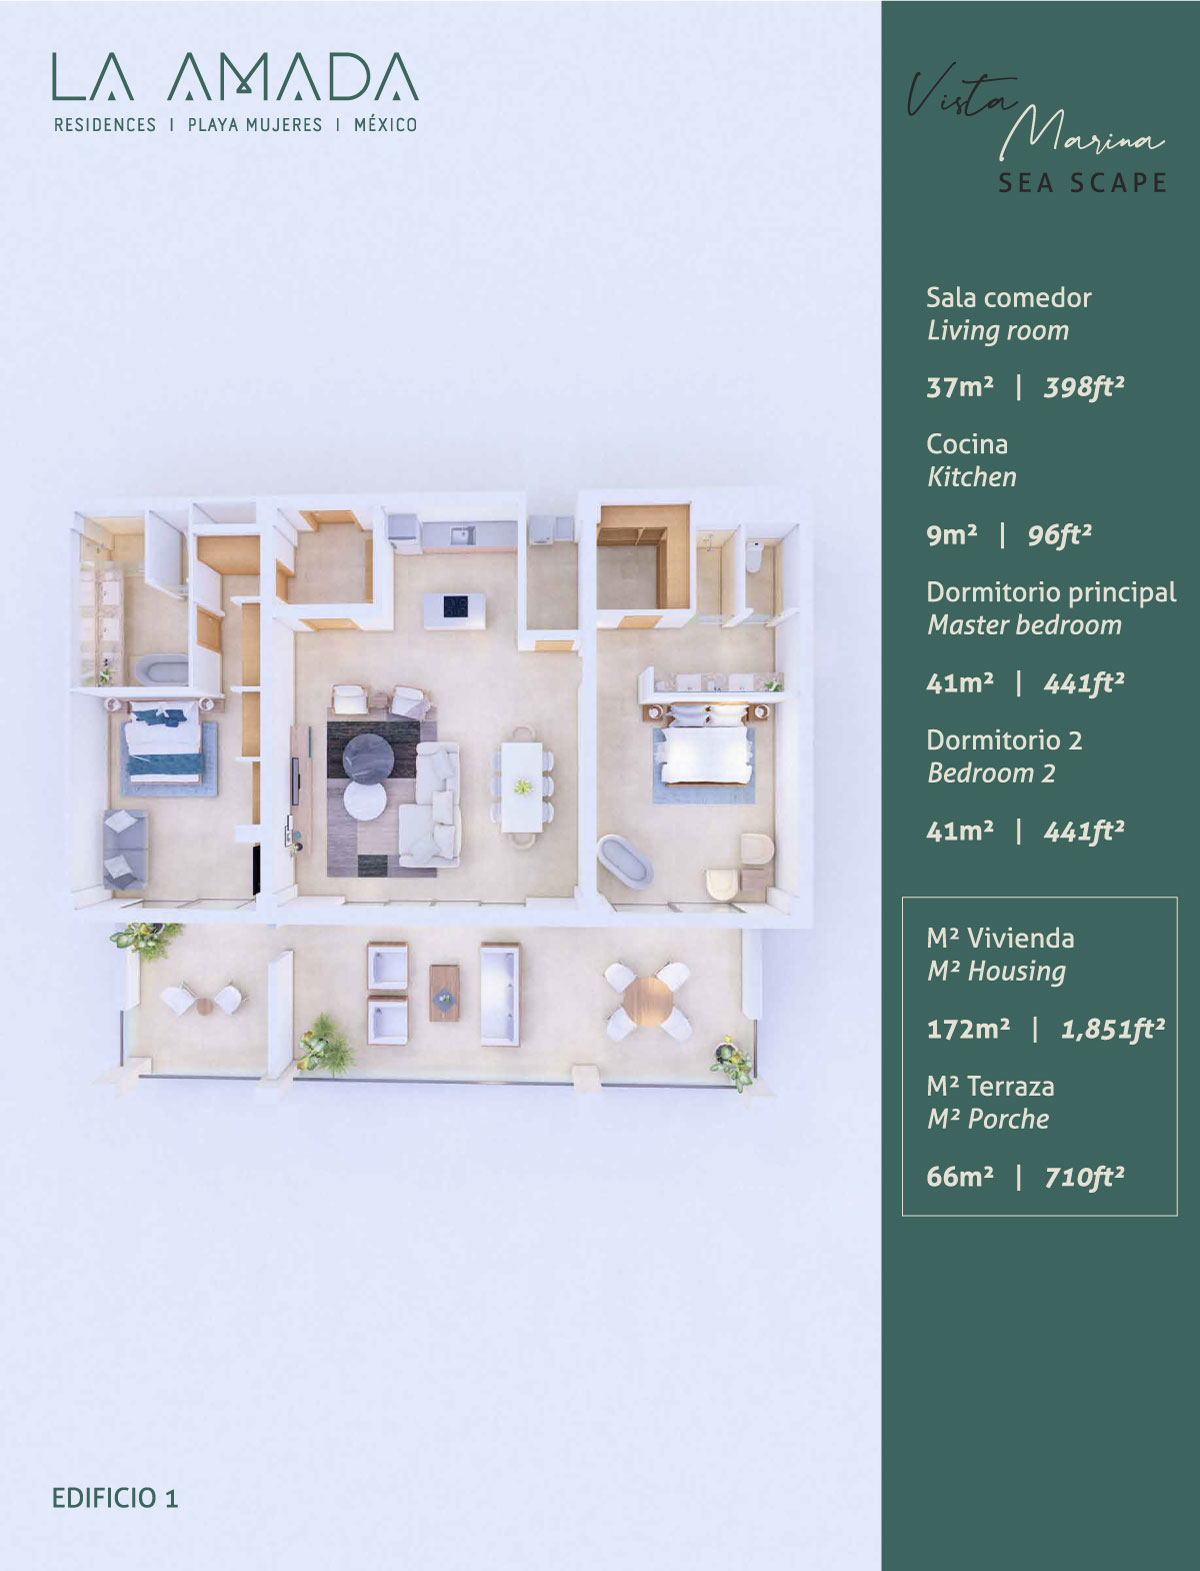 LA AMADA
RESIDENCES | PLAYA MUJERES | MÉXICO
Vista
Marina
SEA SCAPE
Sala comedor
Living room
37m² | 398ft²
Cocina
Kitchen
9m² | 96ft²
Dormitorio principal
Master bedroom
41m² | 441ft²
Dormitorio 2
Bedroom 2
41m² | 441ft²
M² Vivienda
M² Housing
172m² | 1,851ft²
M² Terraza
M² Porche
66m² | 710ft²
EDIFICIO 1